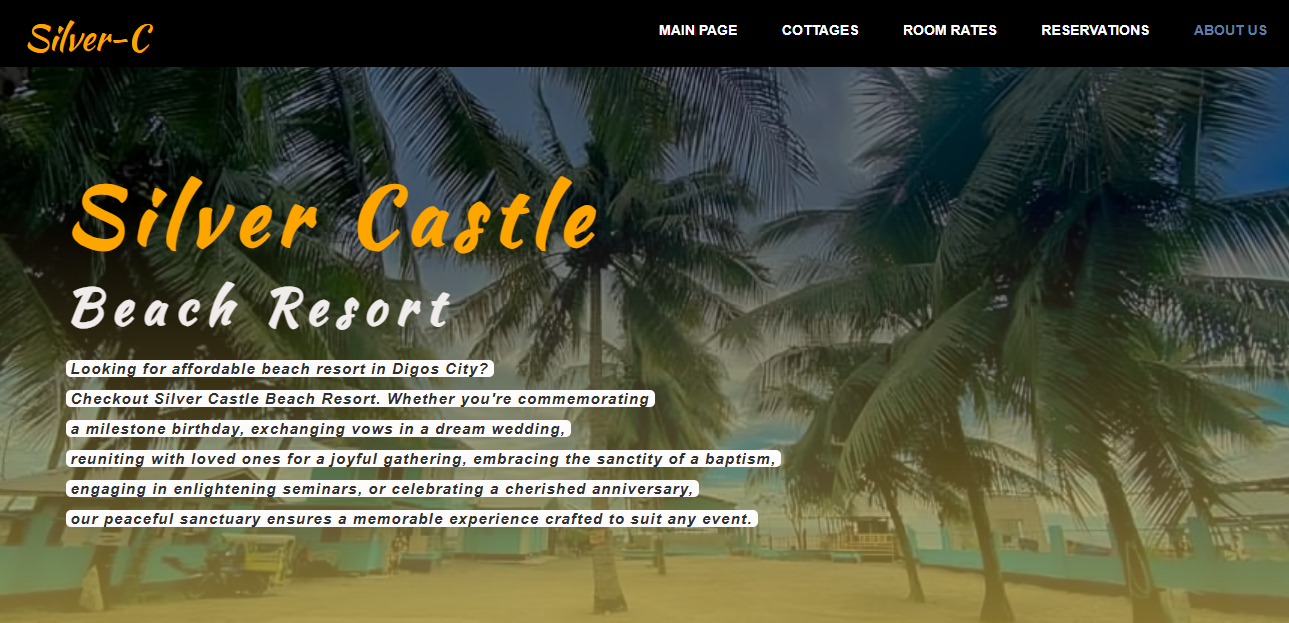 Silver-C
MAIN PAGE COTTAGES ROOM RATES RESERVATIONS ABOUT US
Silver Castle
Beach Resort
Looking for affordable beach resort in Digos City?
Checkout Silver Castle Beach Resort. Whether you're commemorating
a milestone birthday, exchanging vows in a dream wedding,
reuniting with loved ones for a joyful gathering, embracing the sanctity of a baptism,
engaging in enlightening seminars, or celebrating a cherished anniversary,
our peaceful sanctuary ensures a memorable experience crafted to suit any event.